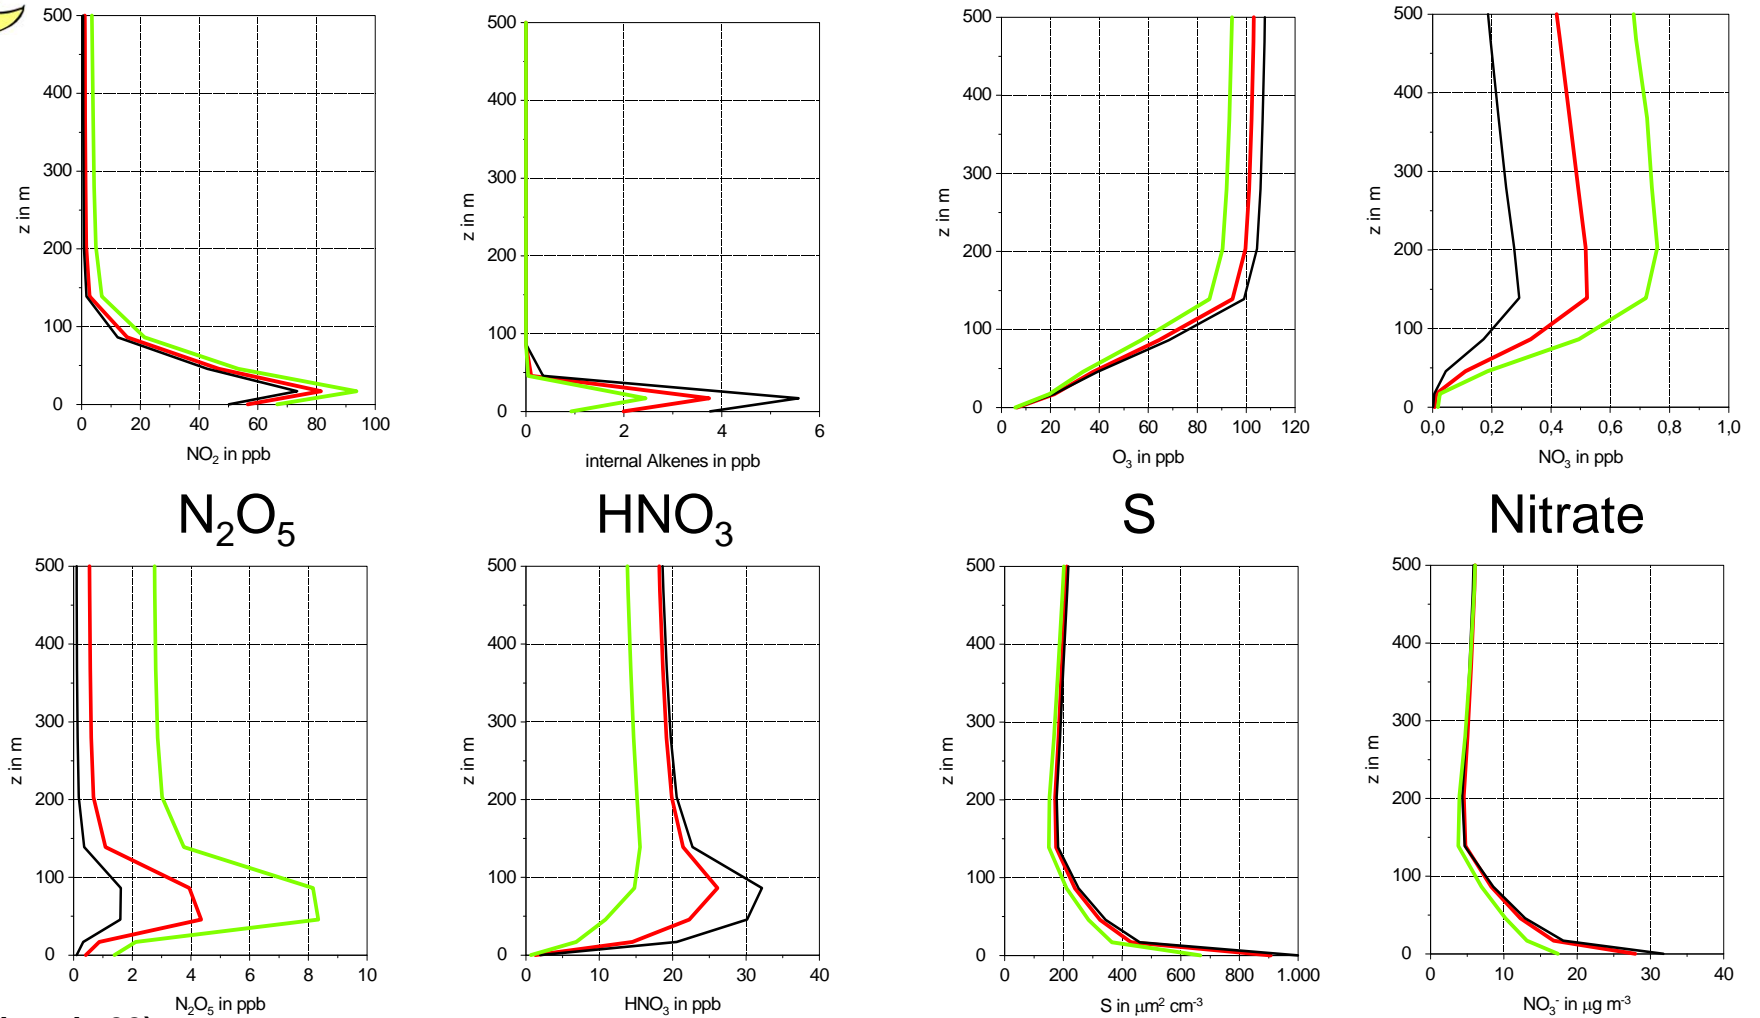 500
400
300
200
100
0
z in m
0 20 40 60 80 100
NO₂ in ppb
500
400
300
200
100
0
z in m
0 2 4 6
internal Alkenes in ppb
500
400
300
200
100
0
z in m
0 20 40 60 80 100 120
O₃ in ppb
500
400
300
200
100
0
z in m
0,0 0,2 0,4 0,6 0,8 1,0
NO₃ in ppb
N₂O₅ HNO₃ S Nitrate
500
400
300
200
100
0
z in m
0 2 4 6 8 10
N₂O₅ in ppb
500
400
300
200
100
0
z in m
0 10 20 30 40
HNO₃ in ppb
500
400
300
200
100
0
z in m
0 200 400 600 800 1.000
S in μm² cm⁻³
500
400
300
200
100
0
z in m
0 10 20 30 40
NO₃⁻ in μg m⁻³